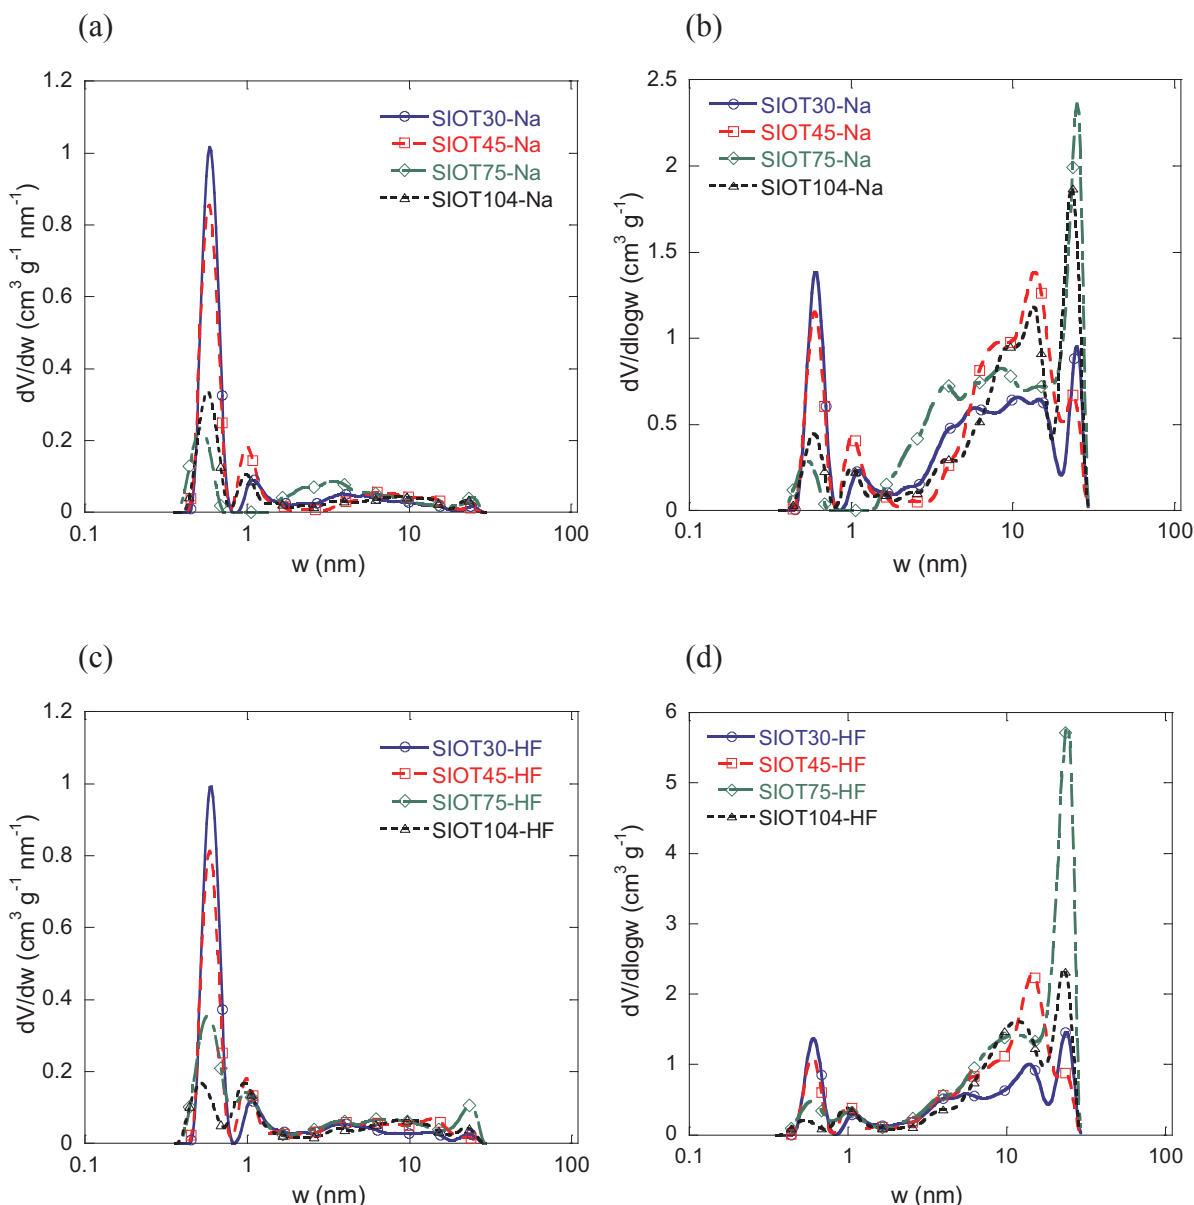 (a)
1.2
1
0.8
0.6
0.4
0.2
0
dV/dw (cm³ g⁻¹ nm⁻¹)
SIOT30-Na
SIOT45-Na
SIOT75-Na
SIOT104-Na
0.1
1
10
100
w (nm)
(b)
2.5
2
1.5
1
0.5
0
dV/dlogw (cm³ g⁻¹)
SIOT30-Na
SIOT45-Na
SIOT75-Na
SIOT104-Na
0.1
1
10
100
w (nm)
(c)
1.2
1
0.8
0.6
0.4
0.2
0
dV/dw (cm³ g⁻¹ nm⁻¹)
SIOT30-HF
SIOT45-HF
SIOT75-HF
SIOT104-HF
0.1
1
10
100
w (nm)
(d)
6
5
4
3
2
1
0
dV/dlogw (cm³ g⁻¹)
SIOT30-HF
SIOT45-HF
SIOT75-HF
SIOT104-HF
0.1
1
10
100
w (nm)